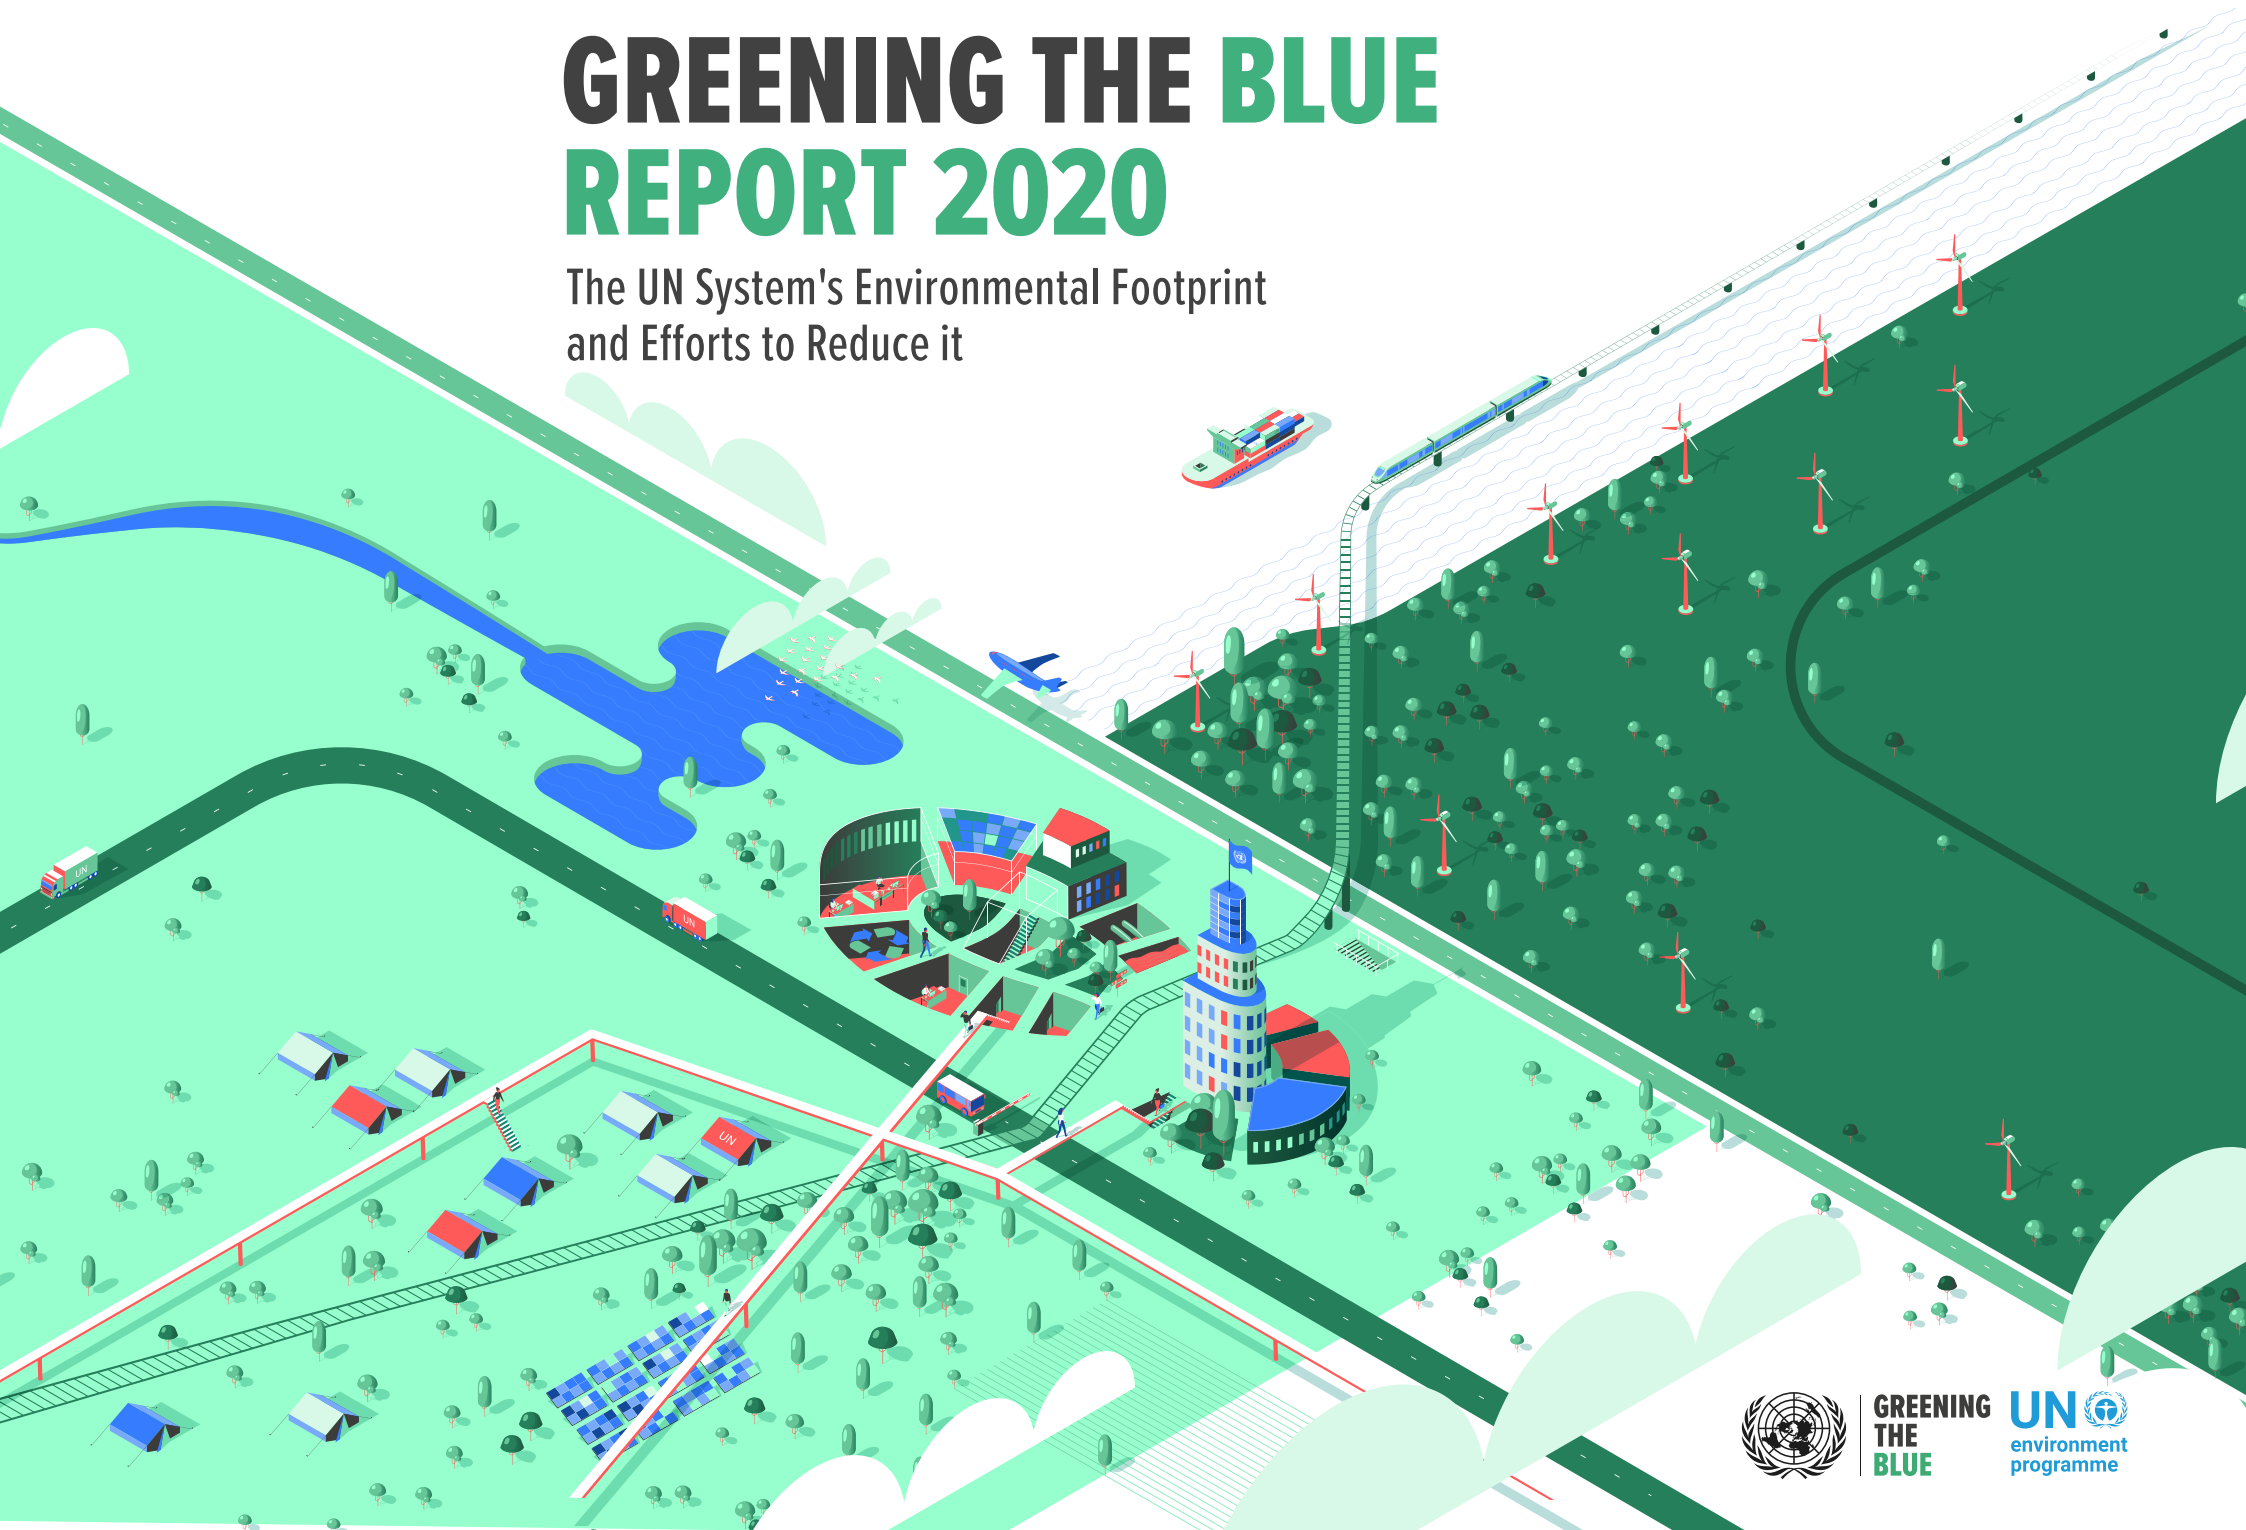 GREENING THE BLUE
REPORT 2020
The UN System's Environmental Footprint
and Efforts to Reduce it
UN
UN
UN
GREENING
THE
BLUE
UN
environment
programme